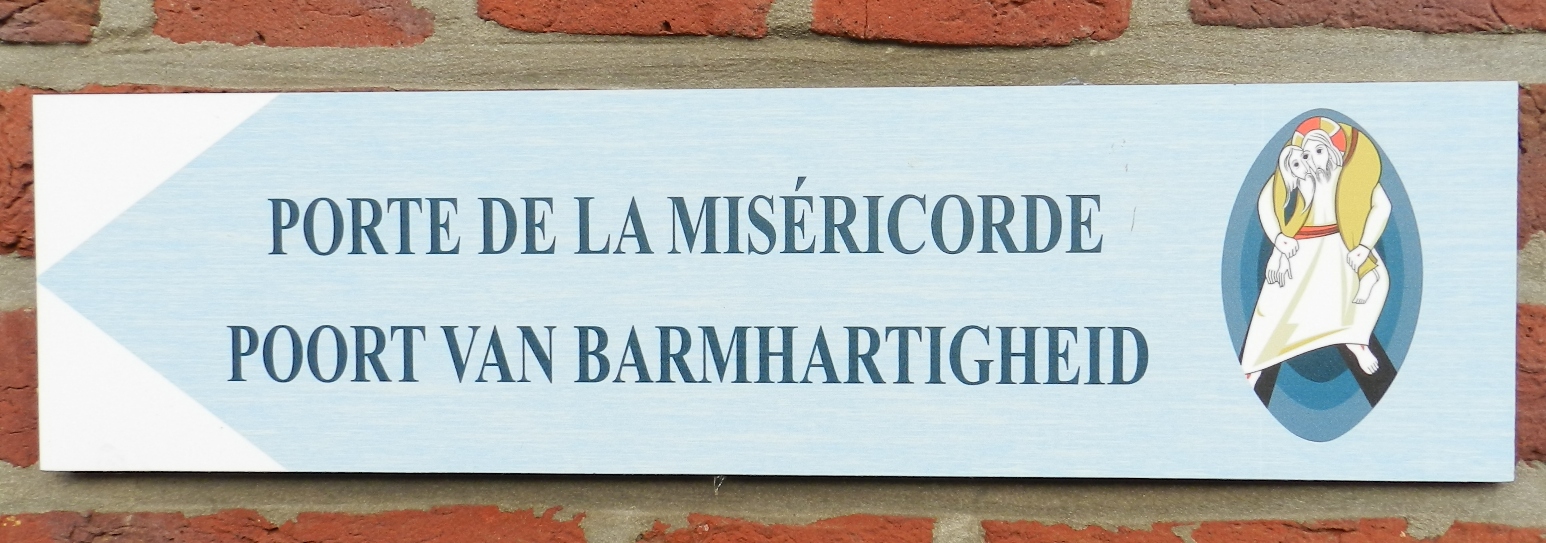 PORTE DE LA MISÉRICORDE
POORT VAN BARMHARTIGHEID